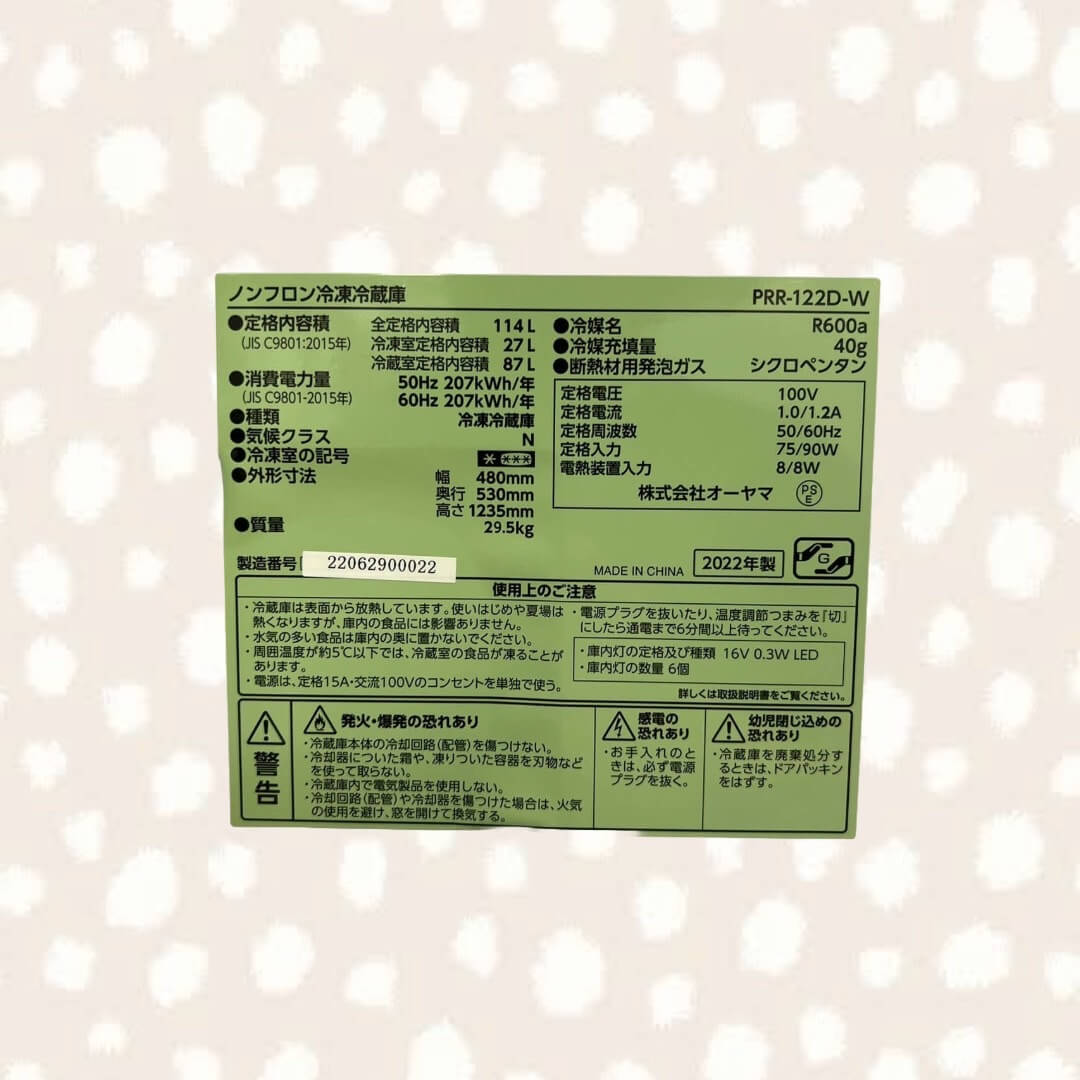 ノンフロン冷凍冷蔵庫 PRR-122D-W
●定格内容積 全定格内容積 114L
(JIS C9801:2015年) 冷凍室定格内容積 27L
冷蔵室定格内容積 87L
●消費電力量 50Hz 207kWh/年
(JIS C9801-2015年) 60Hz 207kWh/年
●種類 冷凍冷蔵庫
●気候クラス N
●冷凍室の記号 * ***
●外形寸法 幅 480mm
奥行 530mm
高さ 1235mm
●質量 29.5kg
●冷媒名 R600a
●冷媒充填量 40g
●断熱材用発泡ガス シクロペンタン
定格電圧 100V
定格電流 1.0/1.2A
定格周波数 50/60Hz
定格入力 75/90W
電熱装置入力 8/8W
株式会社オーヤマ PSE
製造番号 22062900022
MADE IN CHINA 2022年製 G
使用上のご注意
・冷蔵庫は表面から放熱しています。使いはじめや夏場は
熱くなりますが、庫内の食品には影響ありません。
・水気の多い食品は庫内の奥に置かないでください。
・周囲温度が約5℃以下では、冷蔵室の食品が凍ることが
あります。
・電源は、定格15A・交流100Vのコンセントを単独で使う。
・電源プラグを抜いたり、温度調節つまみを「切」
にしたら通電まで6分間以上待ってください。
・庫内灯の定格及び種類 16V 0.3W LED
・庫内灯の数量 6個
詳しくは取扱説明書をご覧ください。
警告
発火・爆発の恐れあり
・冷蔵庫本体の冷却回路(配管)を傷つけない。
・冷却器についた霜や、凍りついた容器を刃物など
を使って取らない。
・冷蔵庫内で電気製品を使用しない。
・冷却回路(配管)や冷却器を傷つけた場合は、火気
の使用を避け、窓を開けて換気する。
感電の
恐れあり
・お手入れのと
きは、必ず電源
プラグを抜く。
幼児閉じ込めの
恐れあり
・冷蔵庫を廃棄処分す
るときは、ドアパッキン
をはずす。